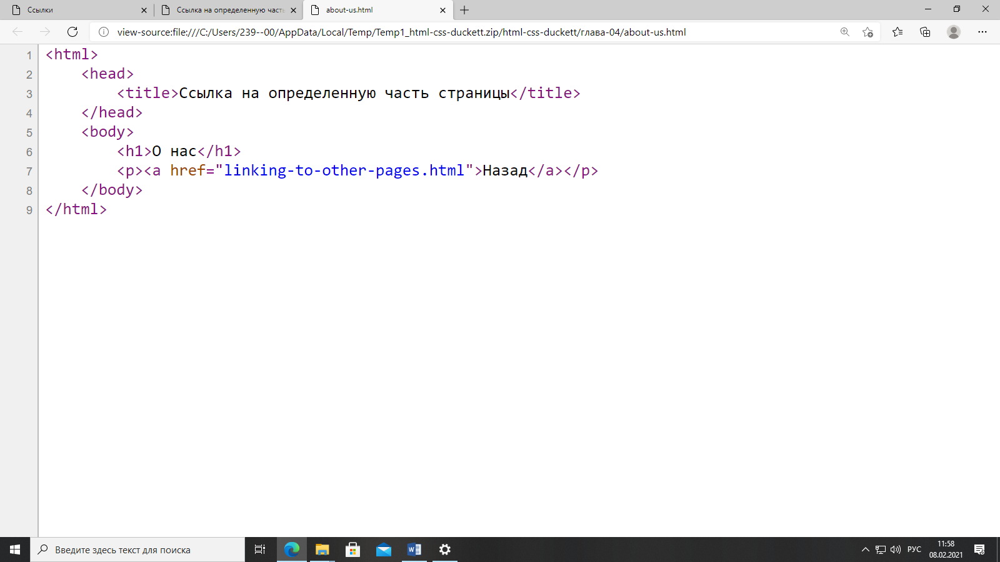 Ссылки
Ссылка на определенную часть
about-us.html
view-source:file:///C:/Users/239--00/AppData/Local/Temp/Temp1_html-css-duckett.zip/html-css-duckett/глава-04/about-us.html
1 <html>
2 <head>
3 <title>Ссылка на определенную часть страницы</title>
4 </head>
5 <body>
6 <h1>О нас</h1>
7 <p><a href="linking-to-other-pages.html">Назад</a></p>
8 </body>
9 </html>
Введите здесь текст для поиска
РУС
11:58
08.02.2021